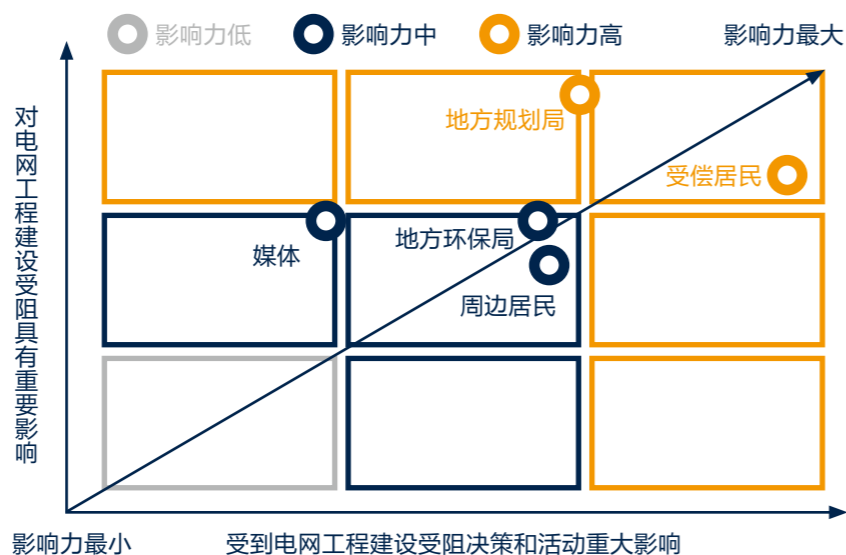 影响力低
影响力中
影响力高
影响力最大
对电网工程建设受阻具有重要影响
地方规划局
受偿居民
媒体
地方环保局
周边居民
影响力最小
受到电网工程建设受阻决策和活动重大影响